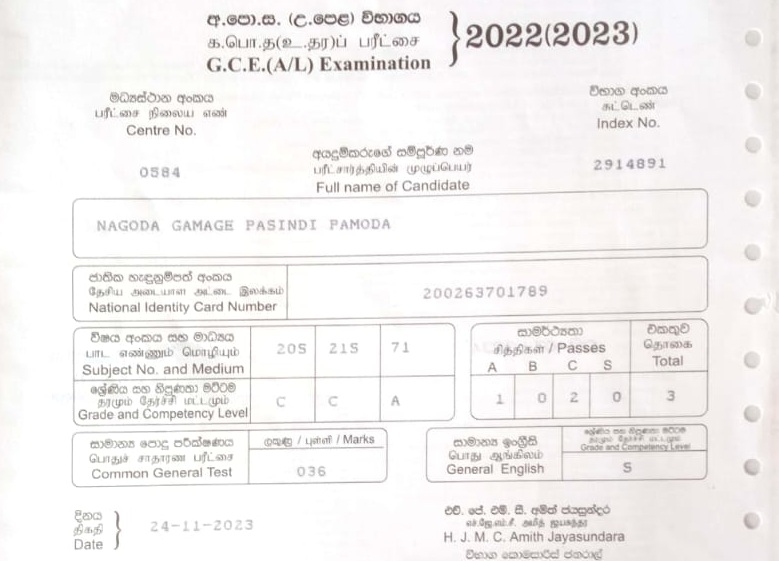 අ.පො.ස. (උ.පෙළ) විභාගය
க.பொ.த(உ.தர)ப் பரீட்சை
G.C.E.(A/L) Examination
2022(2023)
මධ්‍යස්ථාන අංකය
பரீட்சை நிலைய எண்
Centre No.
0584
විභාග අංකය
சுட்டெண்
Index No.
2914891
අයදුම්කරුගේ සම්පූර්ණ නම
பரீட்சார்த்தியின் முழுப்பெயர்
Full name of Candidate
NAGODA GAMAGE PASINDI PAMODA
ජාතික හැඳුනුම්පත් අංකය
தேசிய அடையாள அட்டை இலக்கம்
National Identity Card Number
200263701789
විෂය අංකය සහ මාධ්‍යය
பாட எண்ணும் மொழியும்
Subject No. and Medium
20S 21S 71
ශ්‍රේණිය සහ නිපුණතා මට්ටම
தரமும் தேர்ச்சி மட்டமும்
Grade and Competency Level
C C A
සාමර්ථ්‍යතා
சித்திகள் / Passes
A B C S
1 0 2 0
එකතුව
தொகை
Total
3
සාමාන්‍ය පොදු පරීක්ෂණය
பொதுச் சாதாரண பரீட்சை
Common General Test
ලකුණු / புள்ளி / Marks
036
සාමාන්‍ය ඉංග්‍රීසි
பொது ஆங்கிலம்
General English
ශ්‍රේණිය සහ නිපුණතා මට්ටම
தரமும் தேர்ச்சி மட்டமும்
Grade and Competency Level
S
දිනය
திகதி
Date
24-11-2023
එච්. ජේ. එම්. සී. අමිත් ජයසුන්දර
எச்.ஜே.எம்.சீ. அமித் ஜயசுந்தர
H. J. M. C. Amith Jayasundara
විභාග කොමසාරිස් ජනරාල්